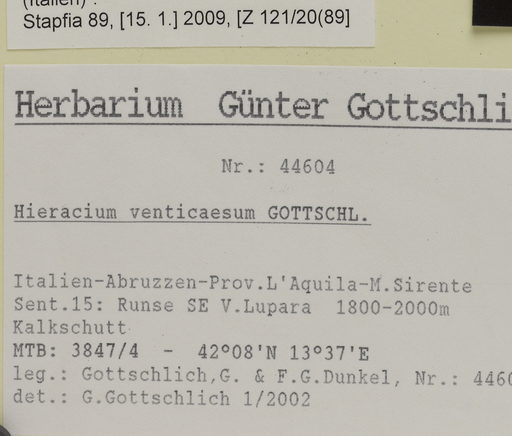 (Italien) .
Stapfia 89, [15. 1.] 2009, [Z 121/20(89]
Herbarium Günter Gottschli
Nr.: 44604
Hieracium venticaesum GOTTSCHL.
Italien-Abruzzen-Prov.L'Aquila-M.Sirente
Sent.15: Runse SE V.Lupara 1800-2000m
Kalkschutt
MTB: 3847/4 - 42°08'N 13°37'E
leg.: Gottschlich,G. & F.G.Dunkel, Nr.: 4460
det.: G.Gottschlich 1/2002